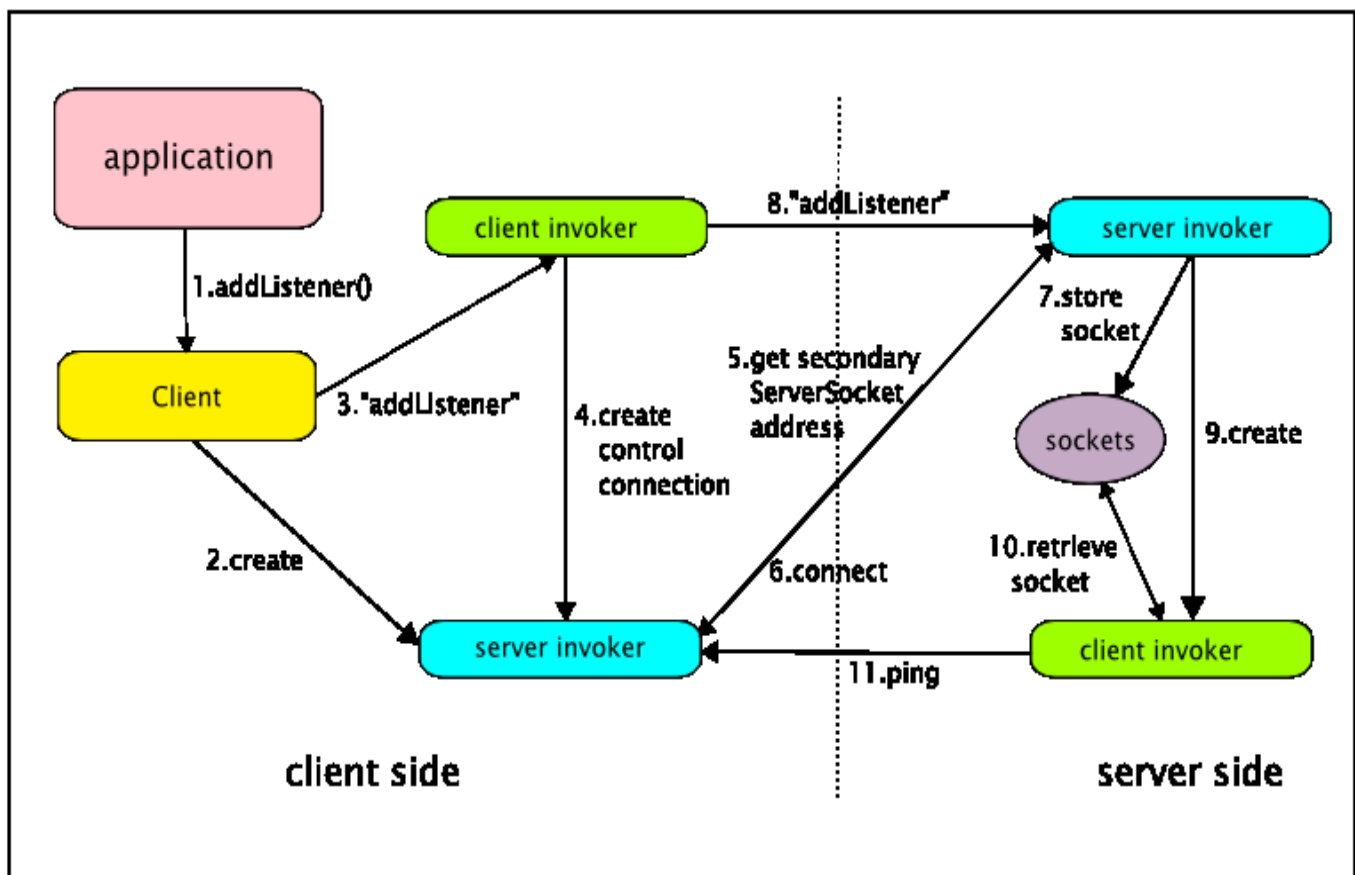 application
client invoker
8."addListener"
server invoker
1.addListener()
7.store
socket
5.get secondary
ServerSocket
address
Client
3."addListener"
4.create
control
connection
sockets
9.create
2.create
10.retrieve
socket
6.connect
server invoker
client invoker
11.ping
client side
server side